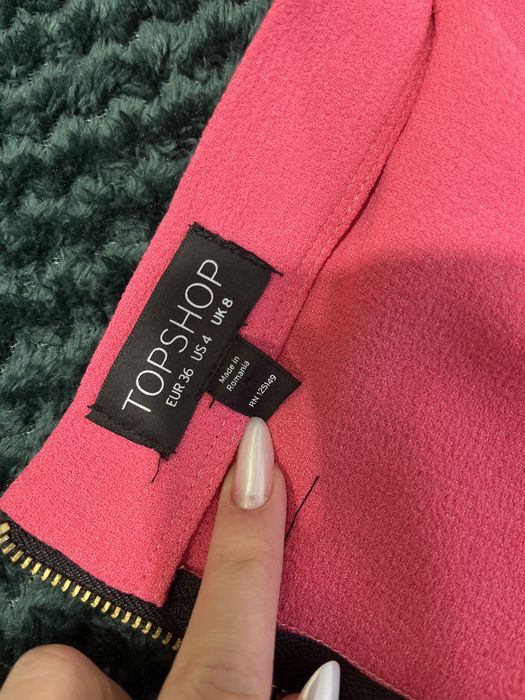 TOPSHOP
EUR 36 US 4 UK 8
Made in
Romania
RN 125149